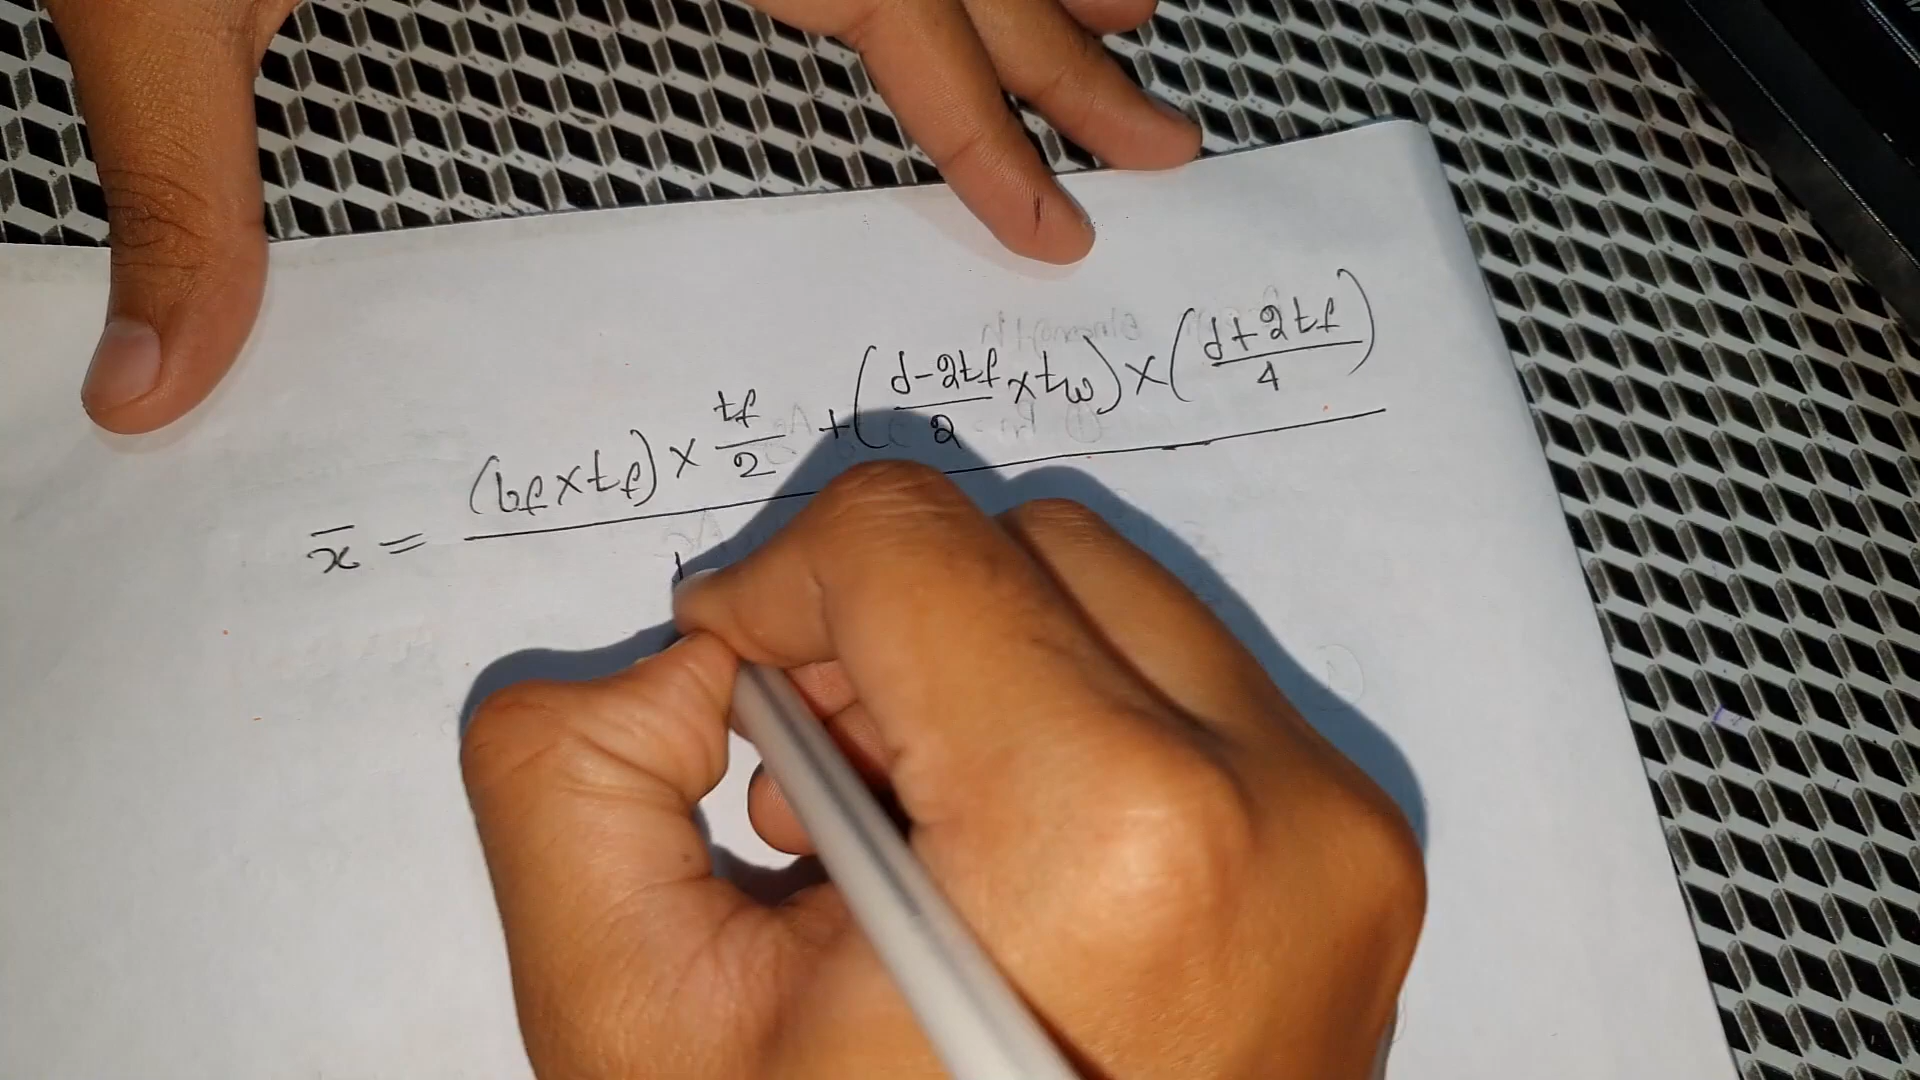 x̄ = ((bf × tf) × tf/2 + (d-2tf/2 × tw) × (d+2tf/4))/